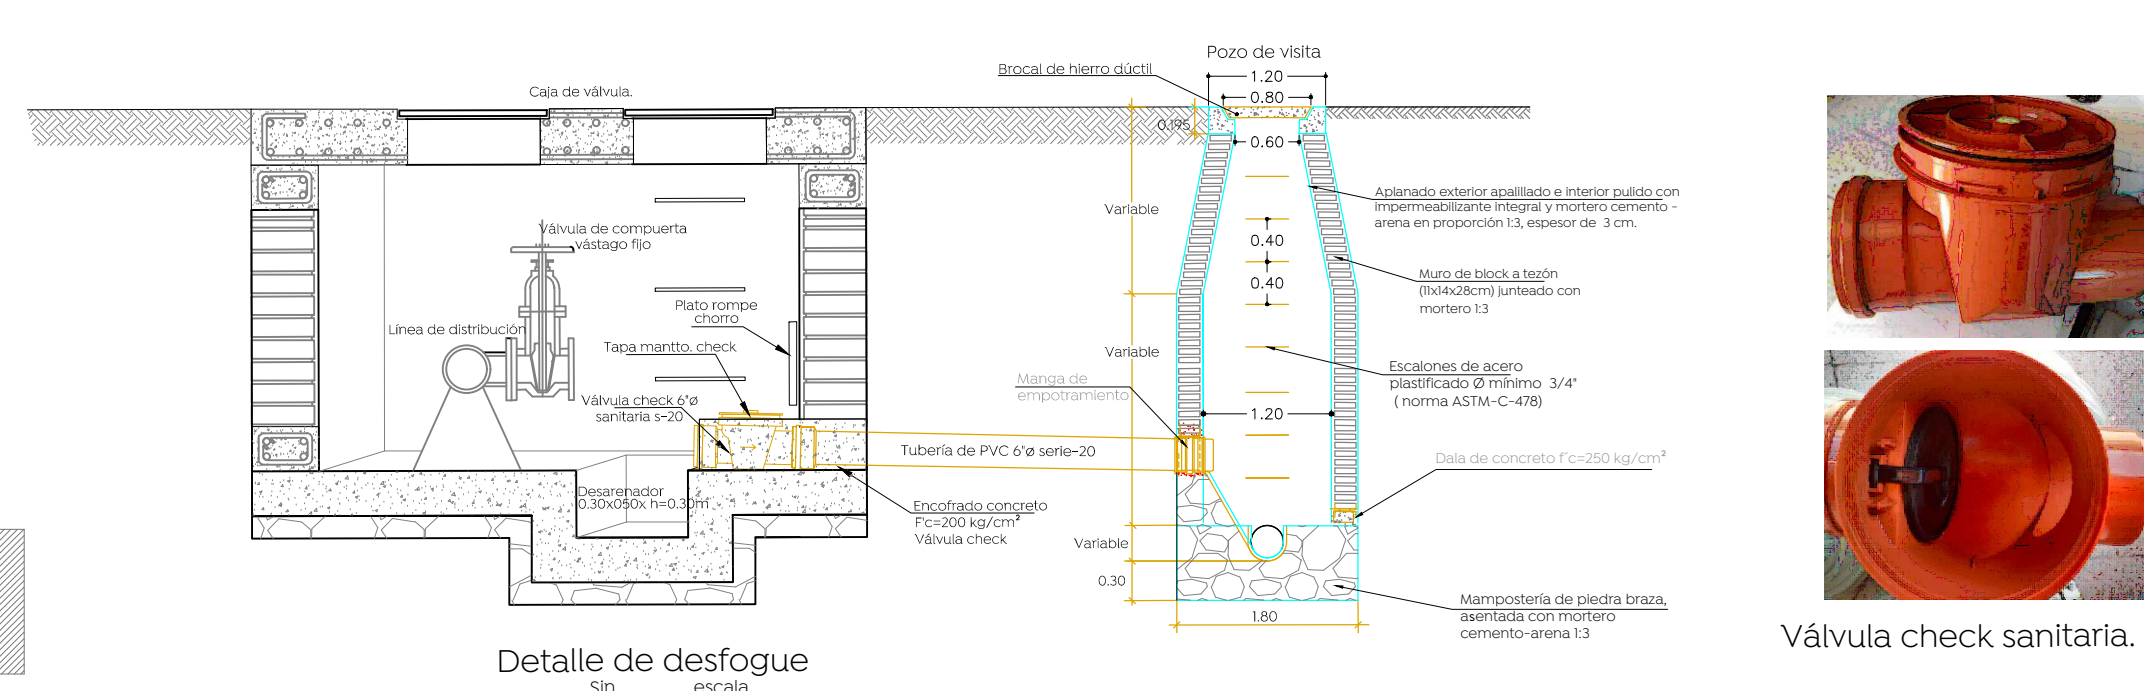 Caja de válvula.
Válvula de compuerta
vástago fijo
Línea de distribución
Plato rompe
chorro
Tapa mantto. check
Válvula check 6"ø
sanitaria s-20
Desarenador
0.30x050x h=0.30m
Tubería de PVC 6"ø serie-20
Encofrado concreto
F'c=200 kg/cm²
Válvula check
Detalle de desfogue
Sin escala
Pozo de visita
Brocal de hierro dúctil
1.20
0.80
0.195
0.60
Variable
0.40
0.40
Variable
Manga de
empotramiento
1.20
Variable
0.30
1.80
Aplanado exterior apalillado e interior pulido con
impermeabilizante integral y mortero cemento -
arena en proporción 1:3, espesor de 3 cm.
Muro de block a tezón
(11x14x28cm) junteado con
mortero 1:3
Escalones de acero
plastificado Ø mínimo 3/4"
( norma ASTM-C-478)
Dala de concreto f´c=250 kg/cm²
Mampostería de piedra braza,
asentada con mortero
cemento-arena 1:3
Válvula check sanitaria.